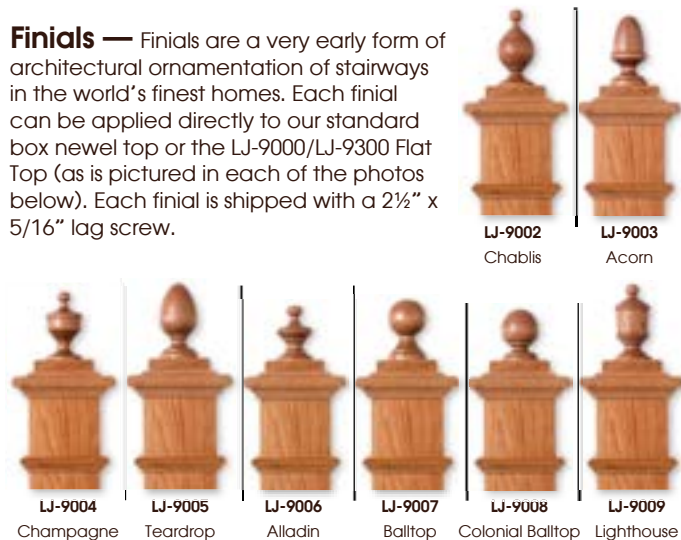 Finials — Finials are a very early form of
architectural ornamentation of stairways
in the world's finest homes. Each finial
can be applied directly to our standard
box newel top or the LJ-9000/LJ-9300 Flat
Top (as is pictured in each of the photos
below). Each finial is shipped with a 2½" x
5/16" lag screw.
LJ-9002 LJ-9003
Chablis Acorn
LJ-9004 LJ-9005 LJ-9006 LJ-9007 LJ-9008 LJ-9009
Champagne Teardrop Alladin Balltop Colonial Balltop Lighthouse